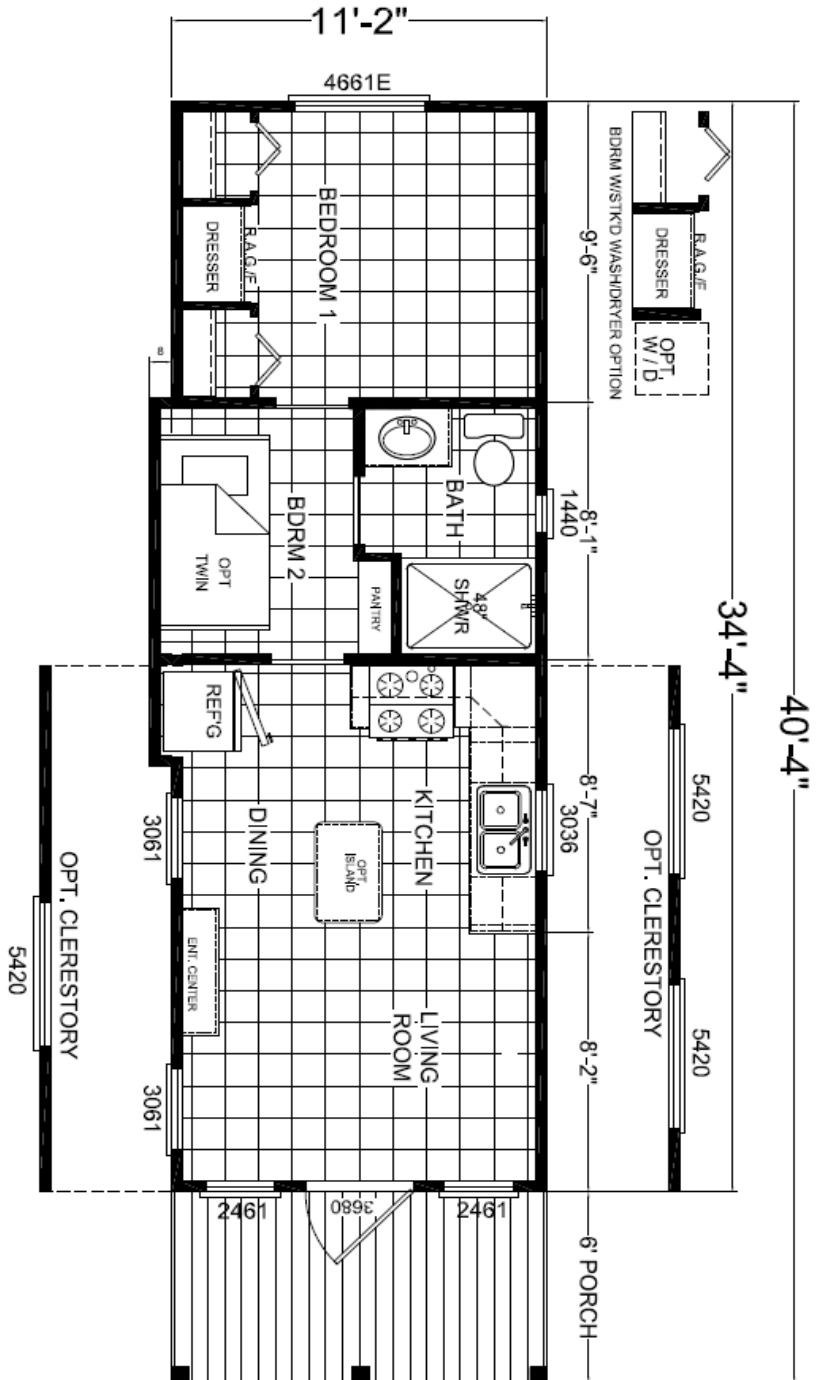 11'-2"
40'-4"
34'-4"
4661E
9'-6"
BDRM W/STK'D WASH/DRYER OPTION
R.A.G./F
DRESSER
OPT.
W / D
BEDROOM 1
R.A.G./F
DRESSER
8
8'-1"
1440
BATH
48"
SHWR
BDRM 2
OPT
TWIN
PANTRY
REF'G
8'-7"
3036
KITCHEN
DINING
OPT.
ISLAND
3061
ENT. CENTER
5420
OPT. CLERESTORY
5420
OPT. CLERESTORY
5420
8'-2"
LIVING
ROOM
3061
2461
3680
2461
6' PORCH